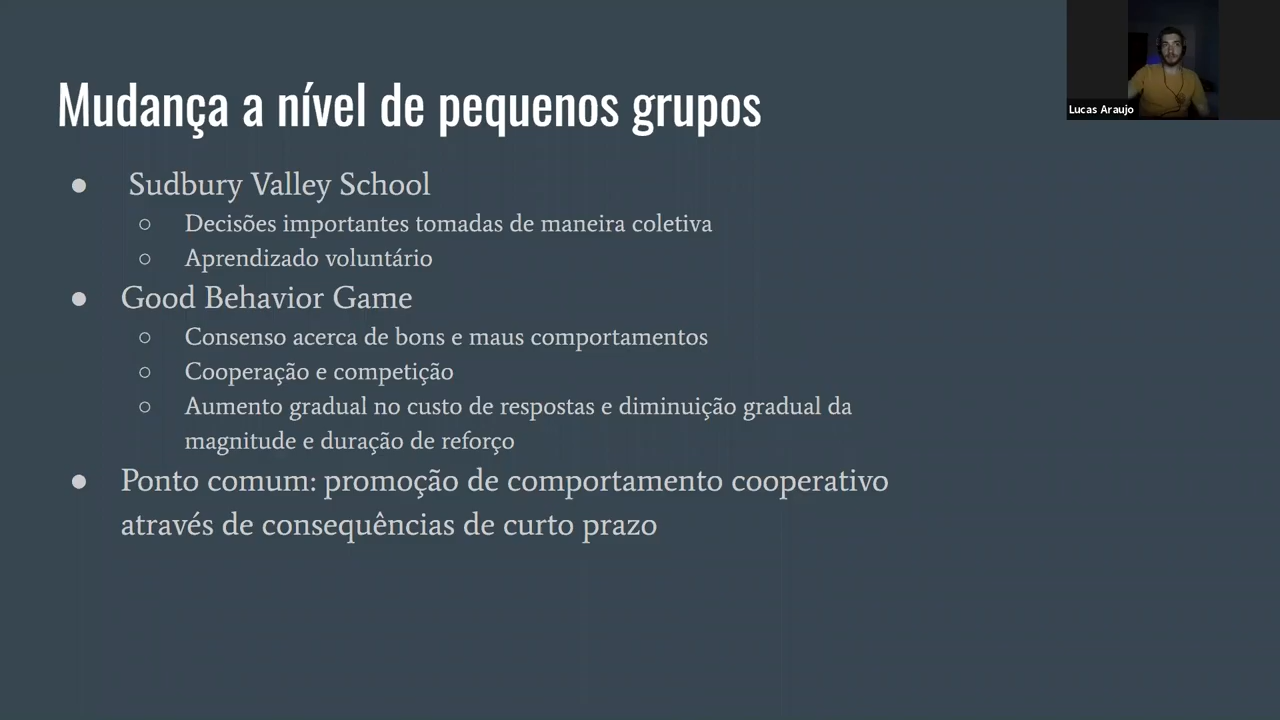 Mudança a nível de pequenos grupos
Lucas Araujo
● Sudbury Valley School
○ Decisões importantes tomadas de maneira coletiva
○ Aprendizado voluntário
● Good Behavior Game
○ Consenso acerca de bons e maus comportamentos
○ Cooperação e competição
○ Aumento gradual no custo de respostas e diminuição gradual da
magnitude e duração de reforço
● Ponto comum: promoção de comportamento cooperativo
através de consequências de curto prazo